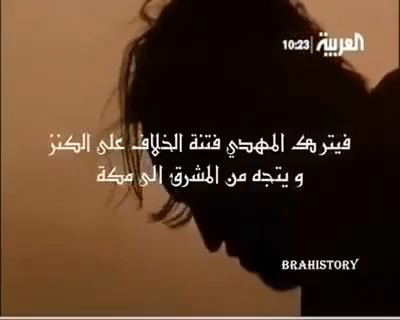 10:23
العربية
فيترك المهدي فتنة الخلاف على الكنز
و يتجه من المشرق الى مكة
BRAHISTORY